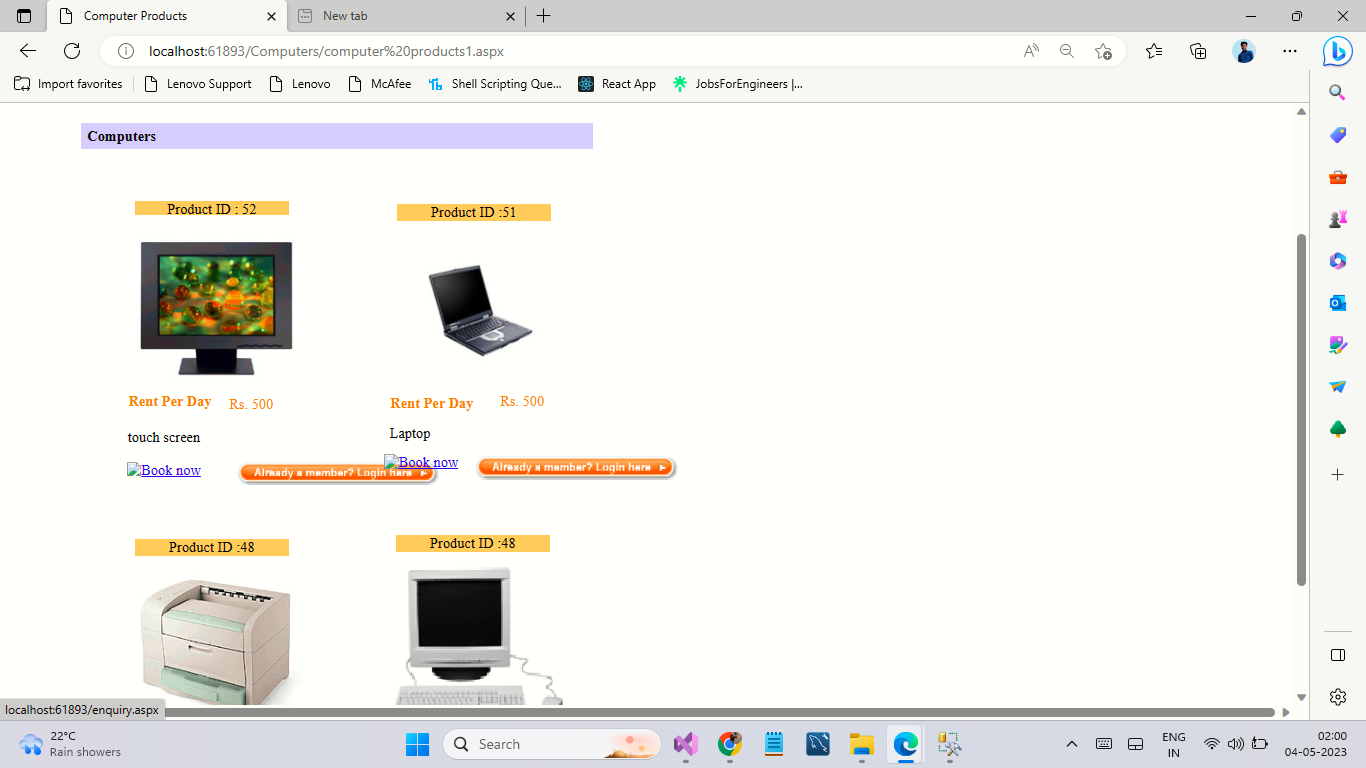 Computer Products
New tab
localhost:61893/Computers/computer%20products1.aspx
Import favorites
Lenovo Support
Lenovo
McAfee
Shell Scripting Que...
React App
JobsForEngineers |...
Computers
Product ID : 52
Product ID :51
Rent Per Day
Rs. 500
Rent Per Day
Rs. 500
touch screen
Laptop
Book now
Already a member? Login here
Book now
Already a member? Login here
Product ID :48
Product ID :48
localhost:61893/enquiry.aspx
22°C
Rain showers
Search
ENG
IN
02:00
04-05-2023